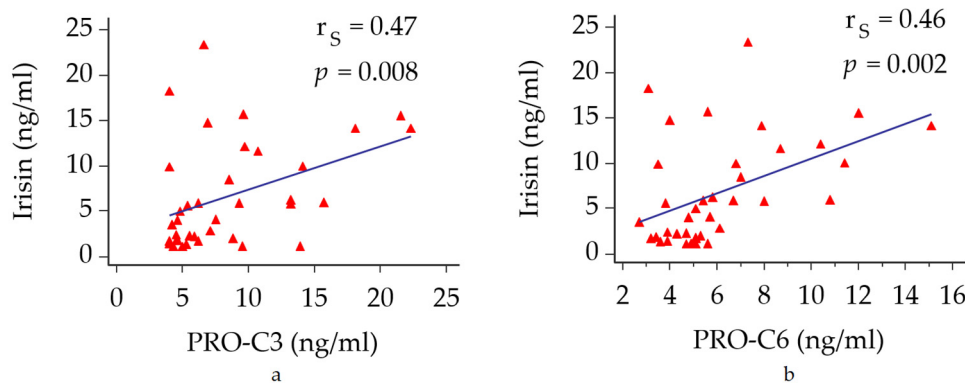 25
20
15
10
5
0
Irisin (ng/ml)
r S = 0.47
p = 0.008
0 5 10 15 20 25
PRO-C3 (ng/ml)
a
25
20
15
10
5
0
Irisin (ng/ml)
r S = 0.46
p = 0.002
2 4 6 8 10 12 14 16
PRO-C6 (ng/ml)
b